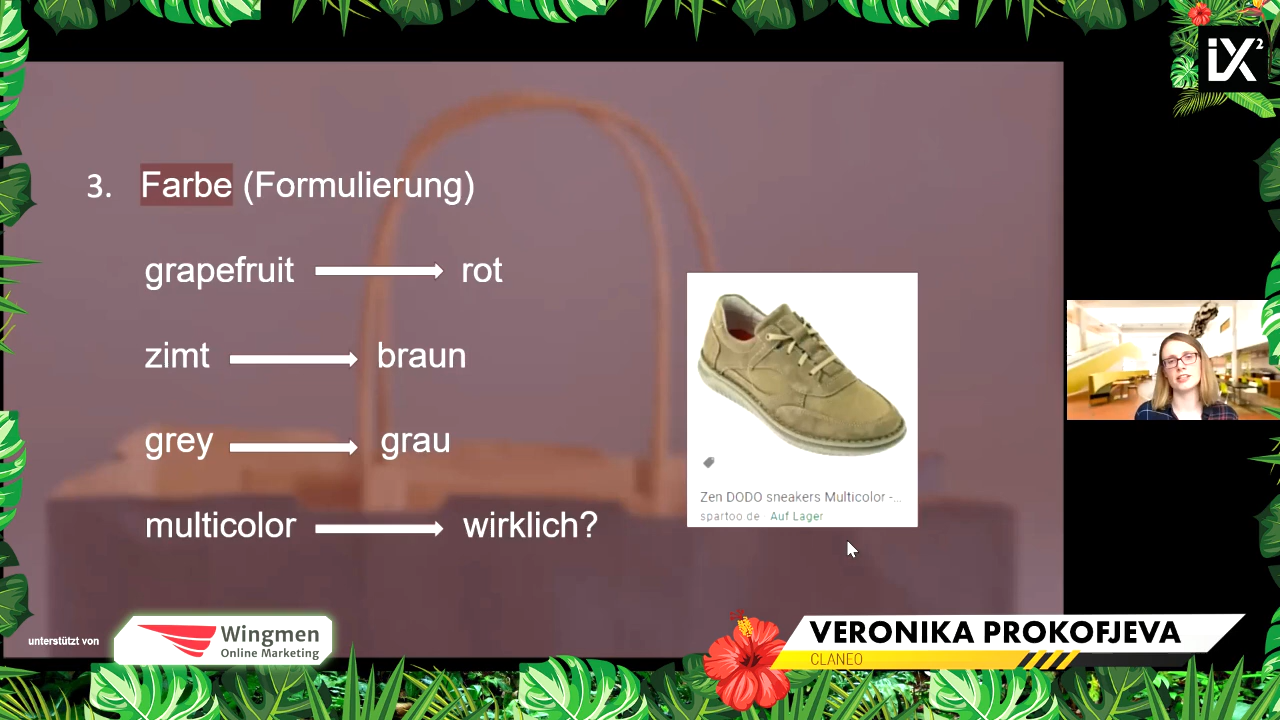 iX²
3. Farbe (Formulierung)
grapefruit rot
zimt braun
grey grau
multicolor wirklich?
Zen DODO sneakers Multicolor -...
spartoo de Auf Lager
unterstützt von
Wingmen
Online Marketing
VERONIKA PROKOFJEVA
CLANEO